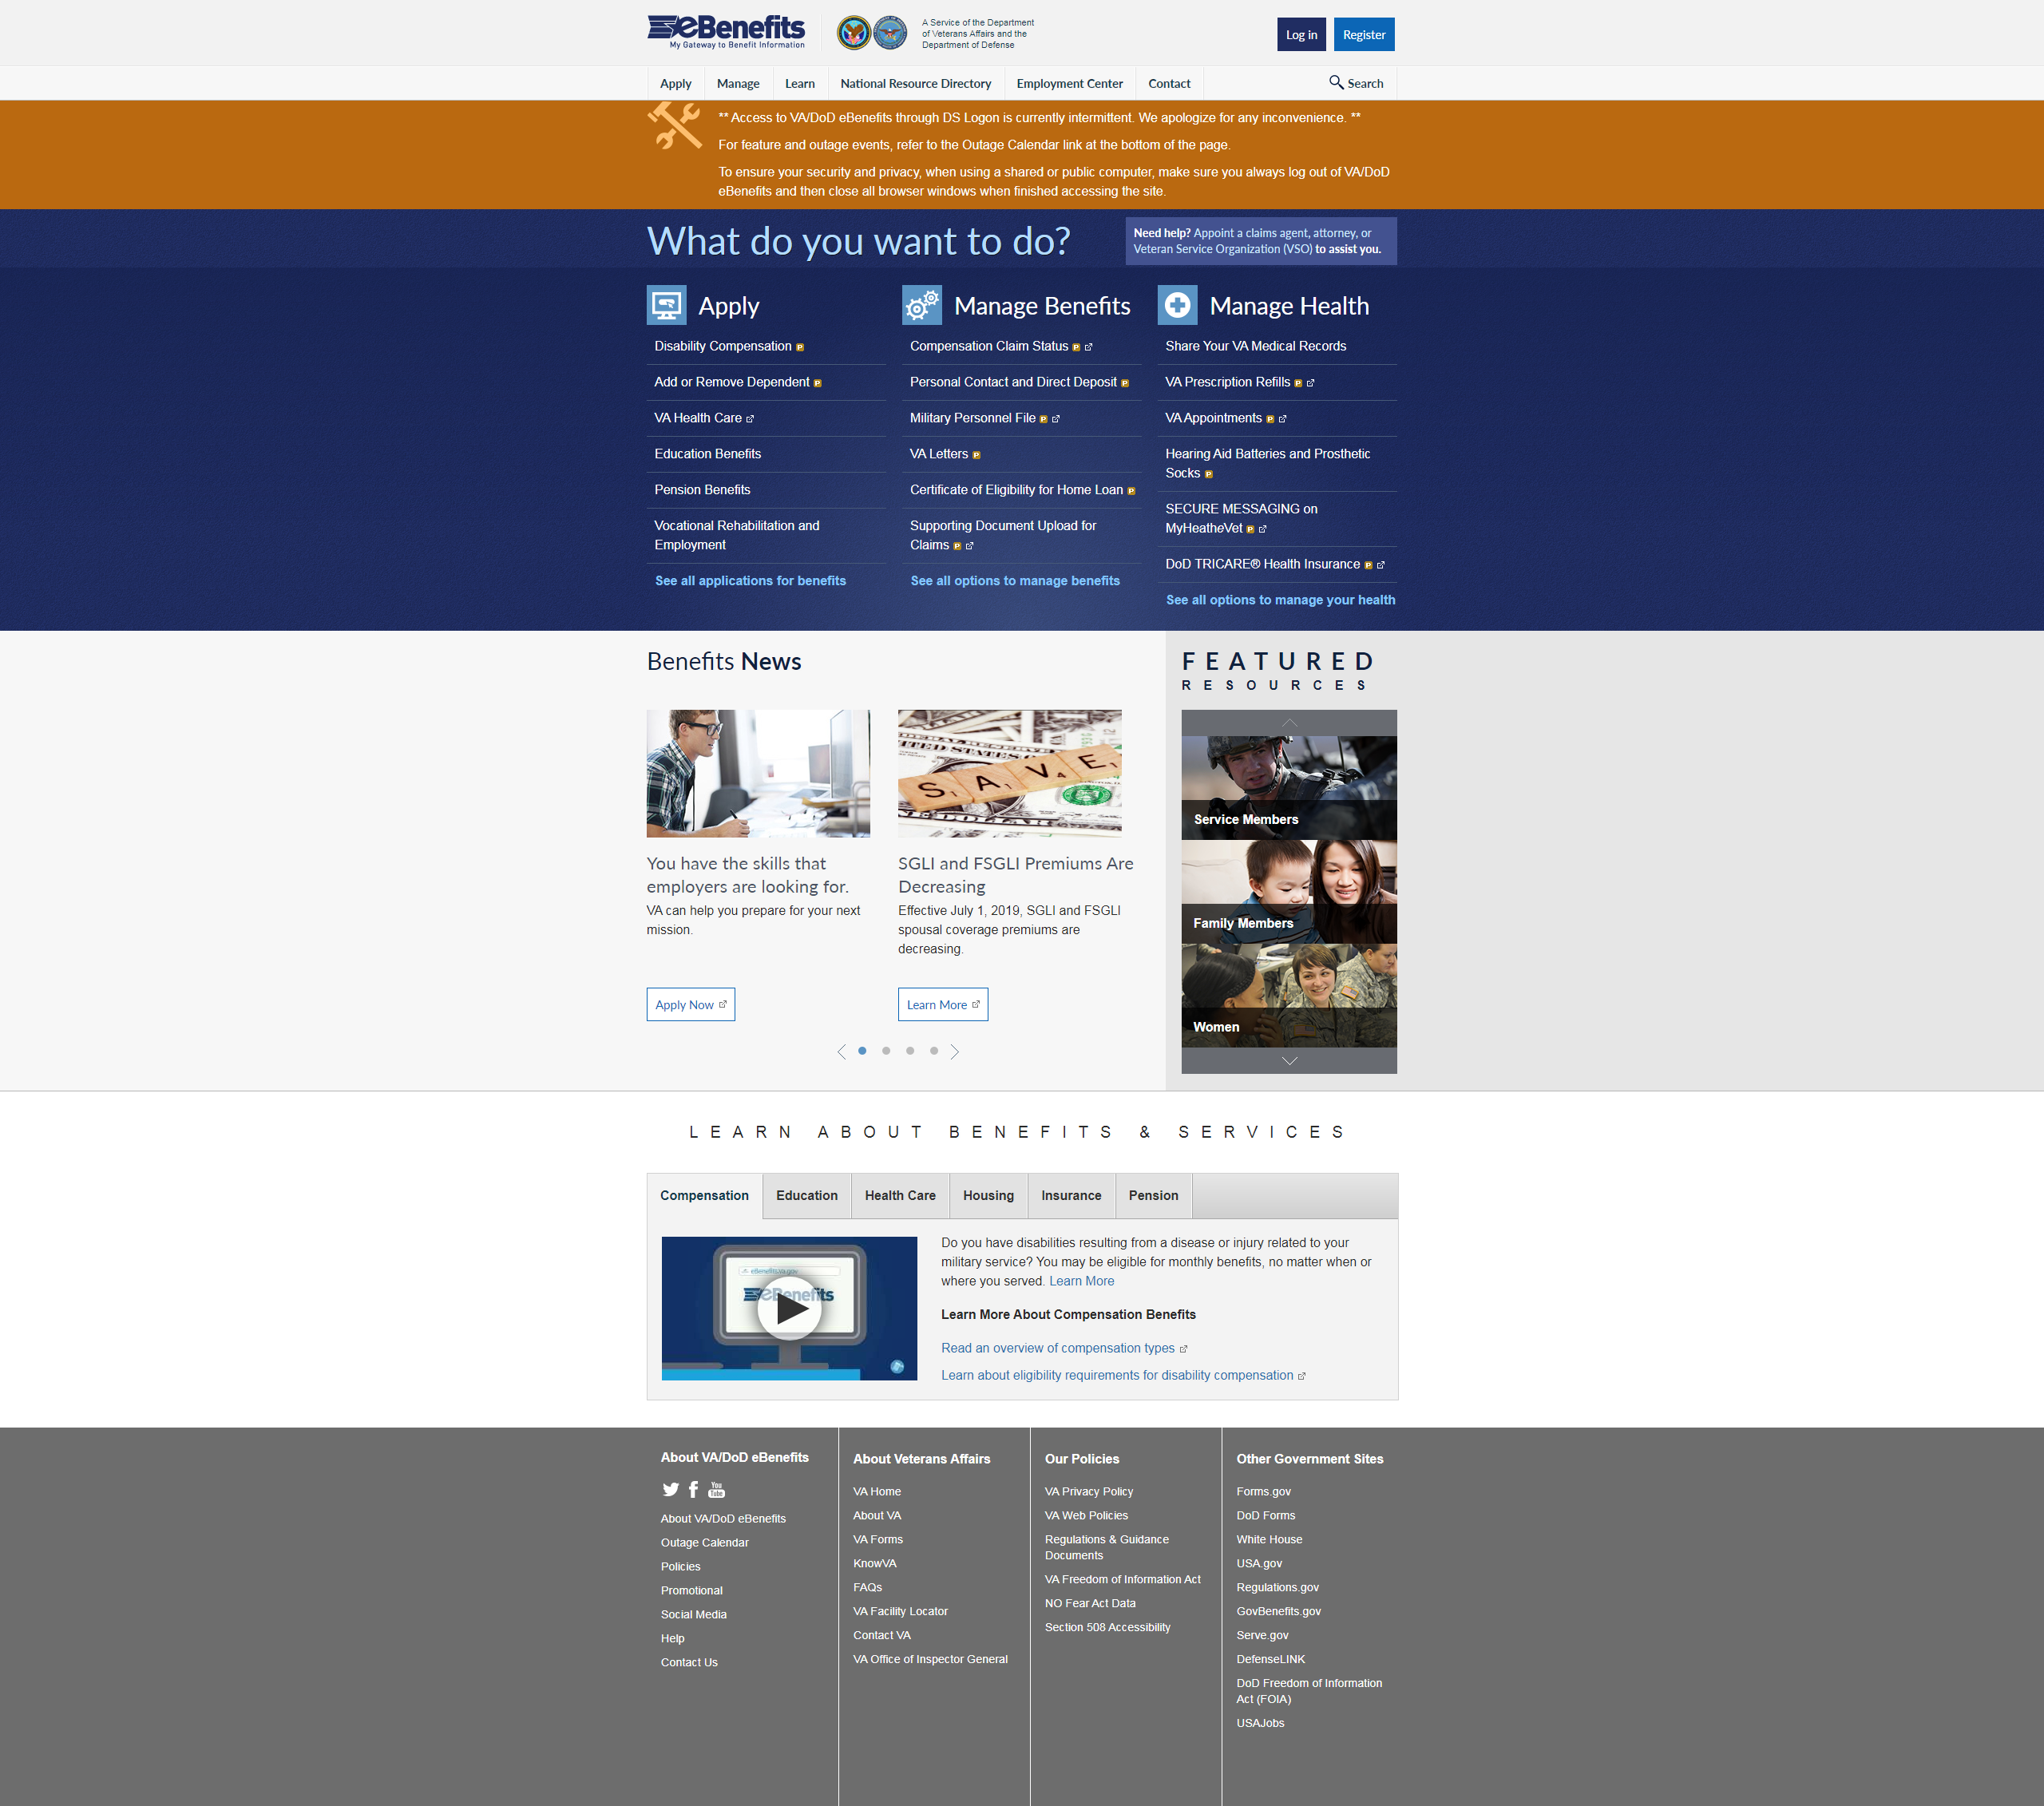 eBenefits
My Gateway to Benefit Information
A Service of the Department
of Veterans Affairs and the
Department of Defense
Log in
Register
Apply
Manage
Learn
National Resource Directory
Employment Center
Contact
Search
** Access to VA/DoD eBenefits through DS Logon is currently intermittent. We apologize for any inconvenience. **
For feature and outage events, refer to the Outage Calendar link at the bottom of the page.
To ensure your security and privacy, when using a shared or public computer, make sure you always log out of VA/DoD
eBenefits and then close all browser windows when finished accessing the site.
What do you want to do?
Need help? Appoint a claims agent, attorney, or
Veteran Service Organization (VSO) to assist you.
Apply
Disability Compensation P
Add or Remove Dependent P
VA Health Care
Education Benefits
Pension Benefits
Vocational Rehabilitation and
Employment
See all applications for benefits
Manage Benefits
Compensation Claim Status P
Personal Contact and Direct Deposit P
Military Personnel File P
VA Letters P
Certificate of Eligibility for Home Loan P
Supporting Document Upload for
Claims P
See all options to manage benefits
Manage Health
Share Your VA Medical Records
VA Prescription Refills P
VA Appointments P
Hearing Aid Batteries and Prosthetic
Socks P
SECURE MESSAGING on
MyHeatheVet P
DoD TRICARE® Health Insurance P
See all options to manage your health
Benefits News
SAVE
You have the skills that
employers are looking for.
VA can help you prepare for your next
mission.
Apply Now
SGLI and FSGLI Premiums Are
Decreasing
Effective July 1, 2019, SGLI and FSGLI
spousal coverage premiums are
decreasing.
Learn More
FEATURED
RESOURCES
Service Members
Family Members
Women
LEARN ABOUT BENEFITS & SERVICES
Compensation
Education
Health Care
Housing
Insurance
Pension
eBenefits.va.gov
eBenefits
Do you have disabilities resulting from a disease or injury related to your
military service? You may be eligible for monthly benefits, no matter when or
where you served. Learn More
Learn More About Compensation Benefits
Read an overview of compensation types
Learn about eligibility requirements for disability compensation
About VA/DoD eBenefits
You
Tube
About VA/DoD eBenefits
Outage Calendar
Policies
Promotional
Social Media
Help
Contact Us
About Veterans Affairs
VA Home
About VA
VA Forms
KnowVA
FAQs
VA Facility Locator
Contact VA
VA Office of Inspector General
Our Policies
VA Privacy Policy
VA Web Policies
Regulations & Guidance
Documents
VA Freedom of Information Act
NO Fear Act Data
Section 508 Accessibility
Other Government Sites
Forms.gov
DoD Forms
White House
USA.gov
Regulations.gov
GovBenefits.gov
Serve.gov
DefenseLINK
DoD Freedom of Information
Act (FOIA)
USAJobs